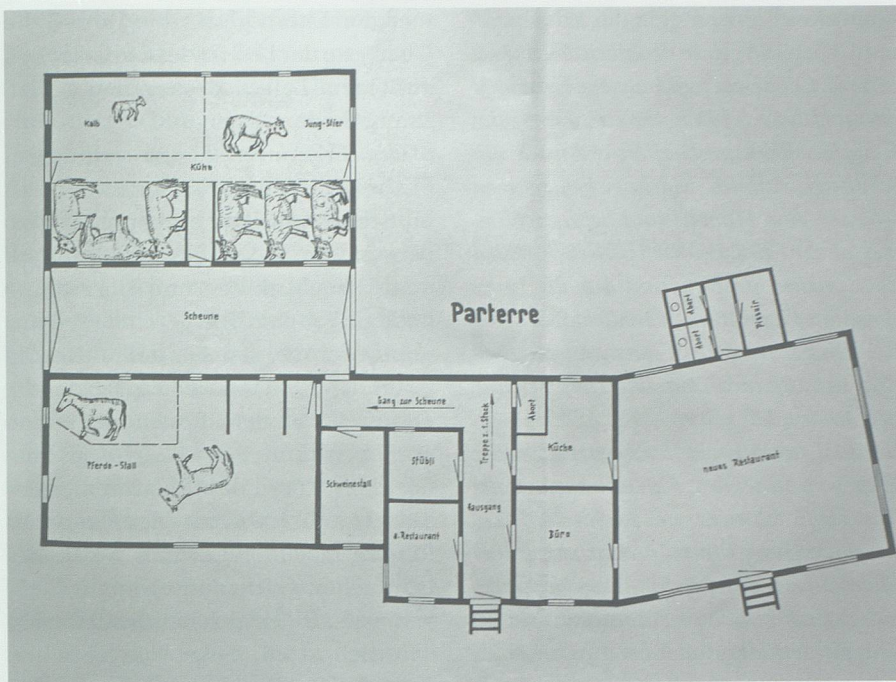 Kalb
Jung-Stier
Kühe
Scheune
Parterre
Abort
Abort
Pissoir
Gang zur Scheune
Treppe z. 1. Stock
Abort
Küche
neues Restaurant
Pferde-Stall
Schweinestall
Stübli
Hausgang
a. Restaurant
Büro